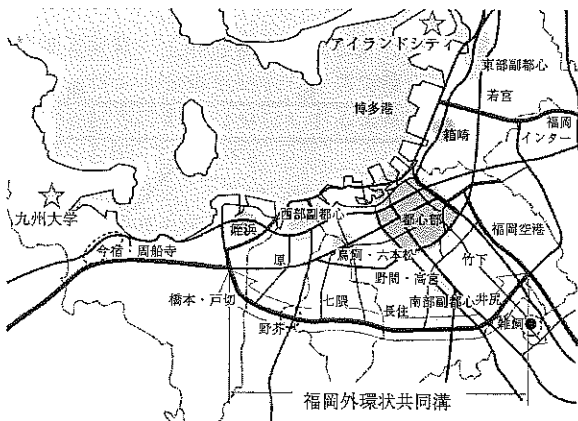 アイランドシティ
東部副都心
若宮
博多港
箱崎
福岡
インター
九州大学
姪浜
西部副都心
都心部
福岡空港
今宿
周船寺
原
鳥飼・六本松
竹下
野間・高宮
橋本・戸切
七隈
長住
南部副都心
井尻
野芥
雑餉
福岡外環状共同溝